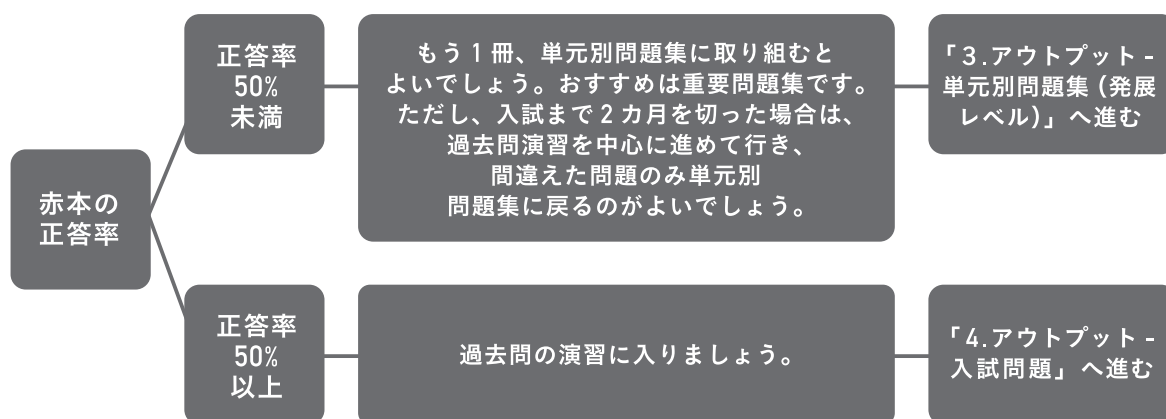 赤本の
正答率
正答率
50%
未満
もう1冊、単元別問題集に取り組むと
よいでしょう。おすすめは重要問題集です。
ただし、入試まで2カ月を切った場合は、
過去問演習を中心に進めて行き、
間違えた問題のみ単元別
問題集に戻るのがよいでしょう。
「3.アウトプット-
単元別問題集(発展
レベル)」へ進む
正答率
50%
以上
過去問の演習に入りましょう。
「4.アウトプット-
入試問題」へ進む